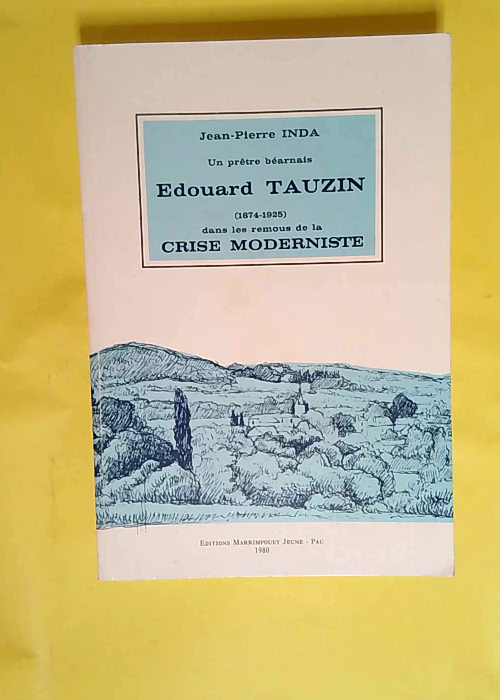 Jean-Pierre INDA
Un prêtre béarnais
Edouard TAUZIN
(1874-1925)
dans les remous de la
CRISE MODERNISTE
EDITIONS MARRIMPOUEY JEUNE - PAU
1980